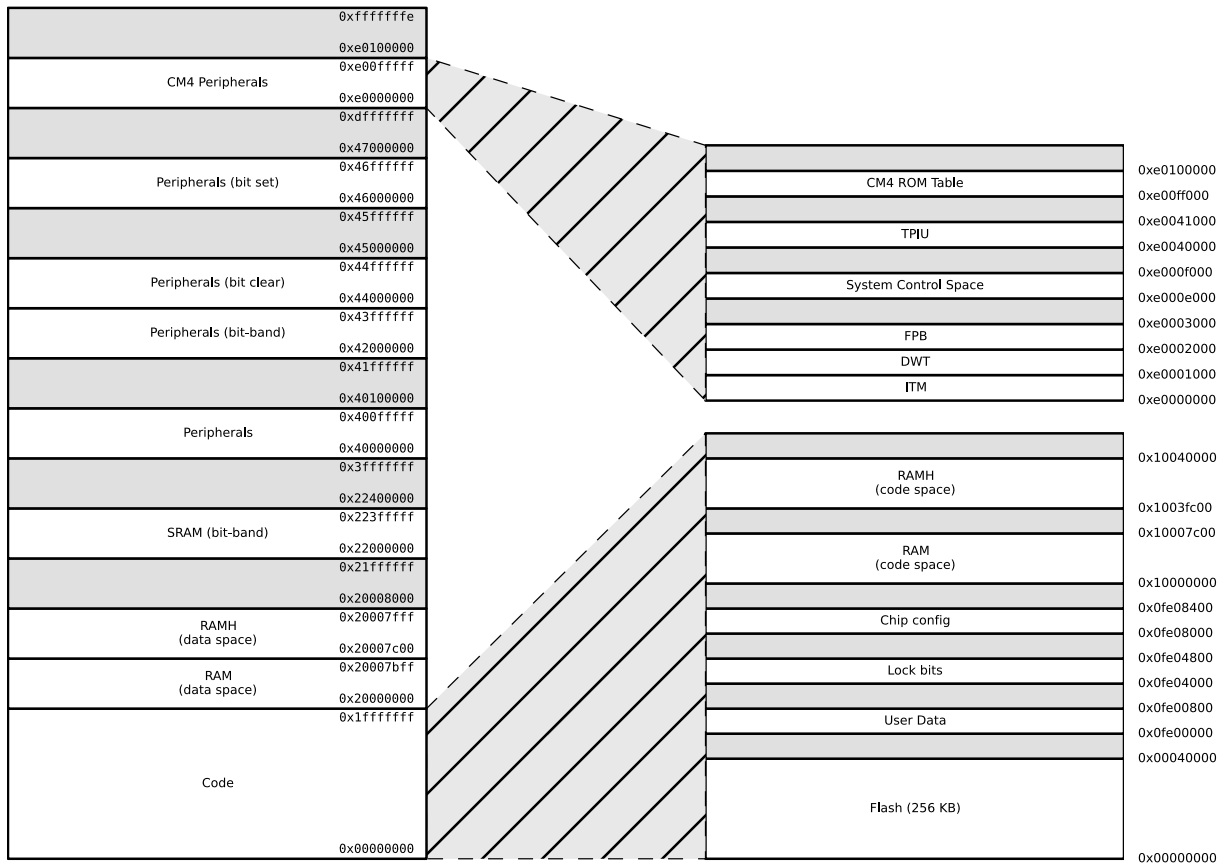 0xfffffffe
0xe0100000
0xe00fffff
CM4 Peripherals
0xe0000000
0xdfffffff
0x47000000
0x46ffffff
Peripherals (bit set)
0x46000000
0x45ffffff
0x45000000
0x44ffffff
Peripherals (bit clear)
0x44000000
0x43ffffff
Peripherals (bit-band)
0x42000000
0x41ffffff
0x40100000
0x400fffff
Peripherals
0x40000000
0x3fffffff
0x22400000
0x223fffff
SRAM (bit-band)
0x22000000
0x21ffffff
0x20008000
0x20007fff
RAMH
(data space)
0x20007c00
0x20007bff
RAM
(data space)
0x20000000
0x1fffffff
Code
0x00000000
0xe0100000
CM4 ROM Table
0xe00ff000
0xe0041000
TPIU
0xe0040000
0xe000f000
System Control Space
0xe000e000
0xe0003000
FPB
0xe0002000
DWT
0xe0001000
ITM
0xe0000000
0x10040000
RAMH
(code space)
0x1003fc00
0x10007c00
RAM
(code space)
0x10000000
0x0fe08400
Chip config
0x0fe08000
0x0fe04800
Lock bits
0x0fe04000
0x0fe00800
User Data
0x0fe00000
0x00040000
Flash (256 KB)
0x00000000